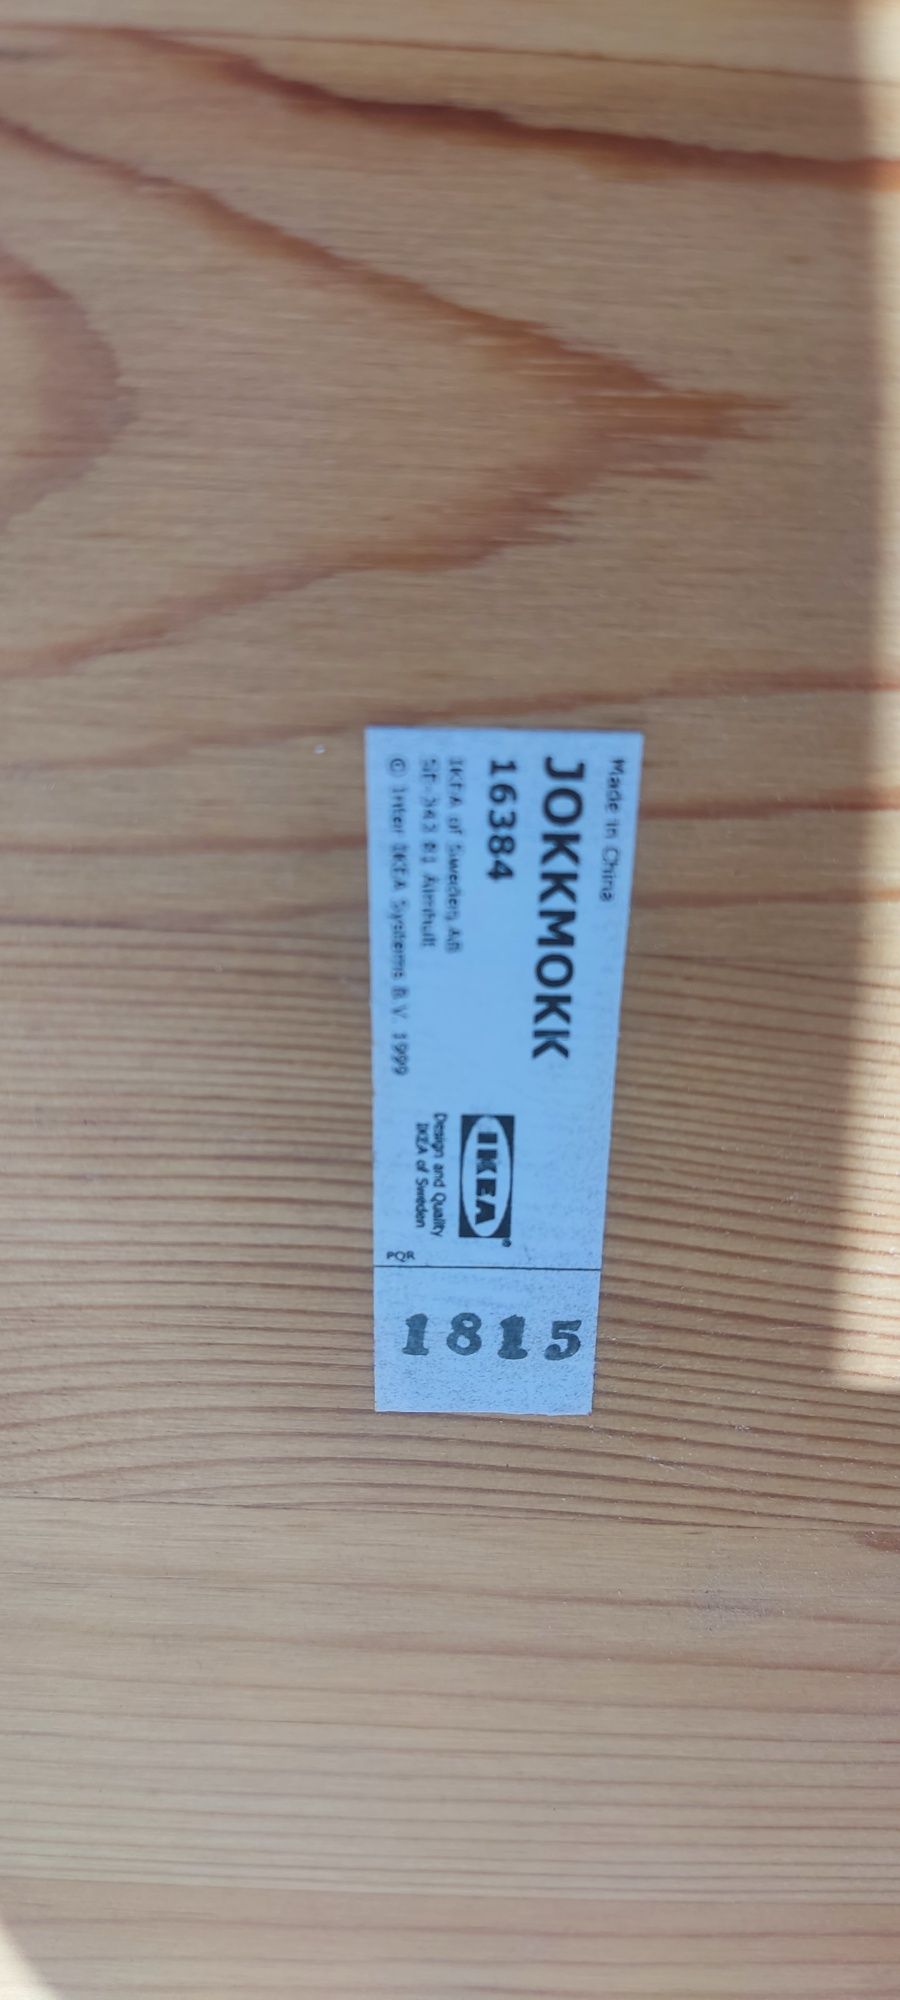 Made in China
JOKKMOKK
16384
IKEA of Sweden AB
SE-343 81 Älmhult
© Inter IKEA Systems B.V. 1999
IKEA®
Design and Quality
IKEA of Sweden
PQR
1815